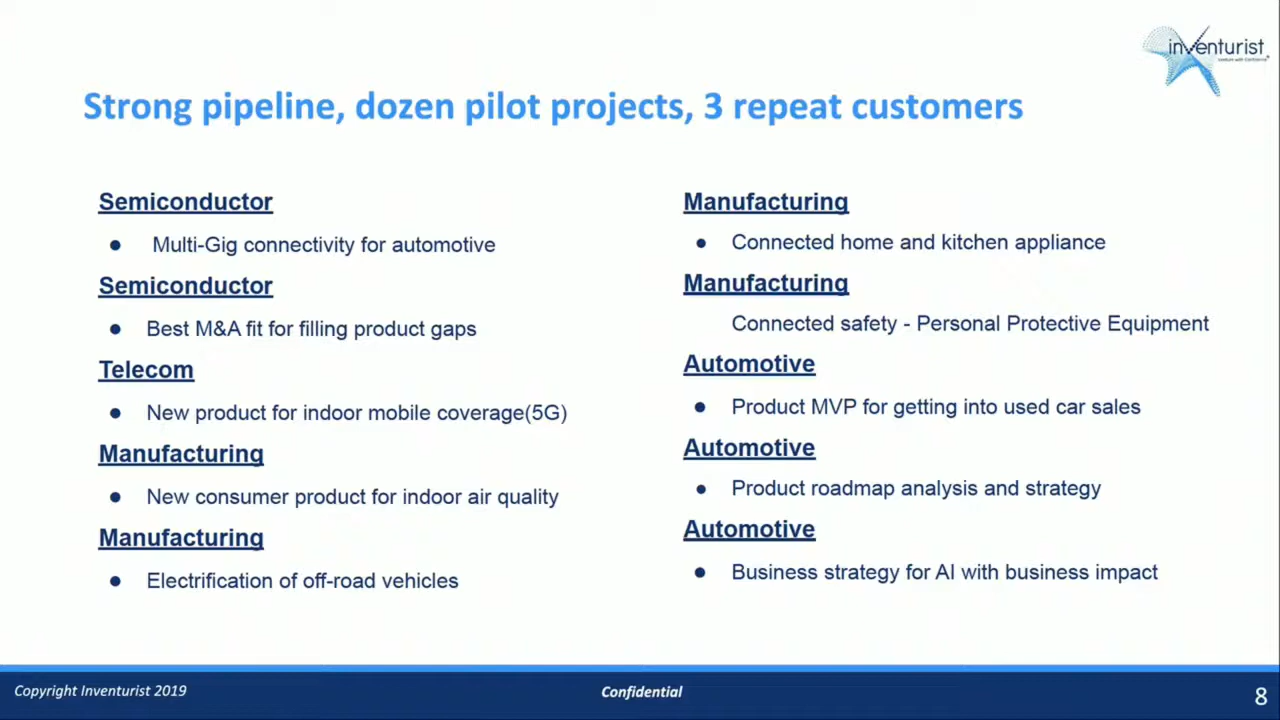 inventurist
Strong pipeline, dozen pilot projects, 3 repeat customers
Semiconductor
● Multi-Gig connectivity for automotive
Semiconductor
● Best M&A fit for filling product gaps
Telecom
● New product for indoor mobile coverage(5G)
Manufacturing
● New consumer product for indoor air quality
Manufacturing
● Electrification of off-road vehicles
Manufacturing
● Connected home and kitchen appliance
Manufacturing
Connected safety - Personal Protective Equipment
Automotive
● Product MVP for getting into used car sales
Automotive
● Product roadmap analysis and strategy
Automotive
● Business strategy for AI with business impact
Copyright Inventurist 2019
Confidential
8